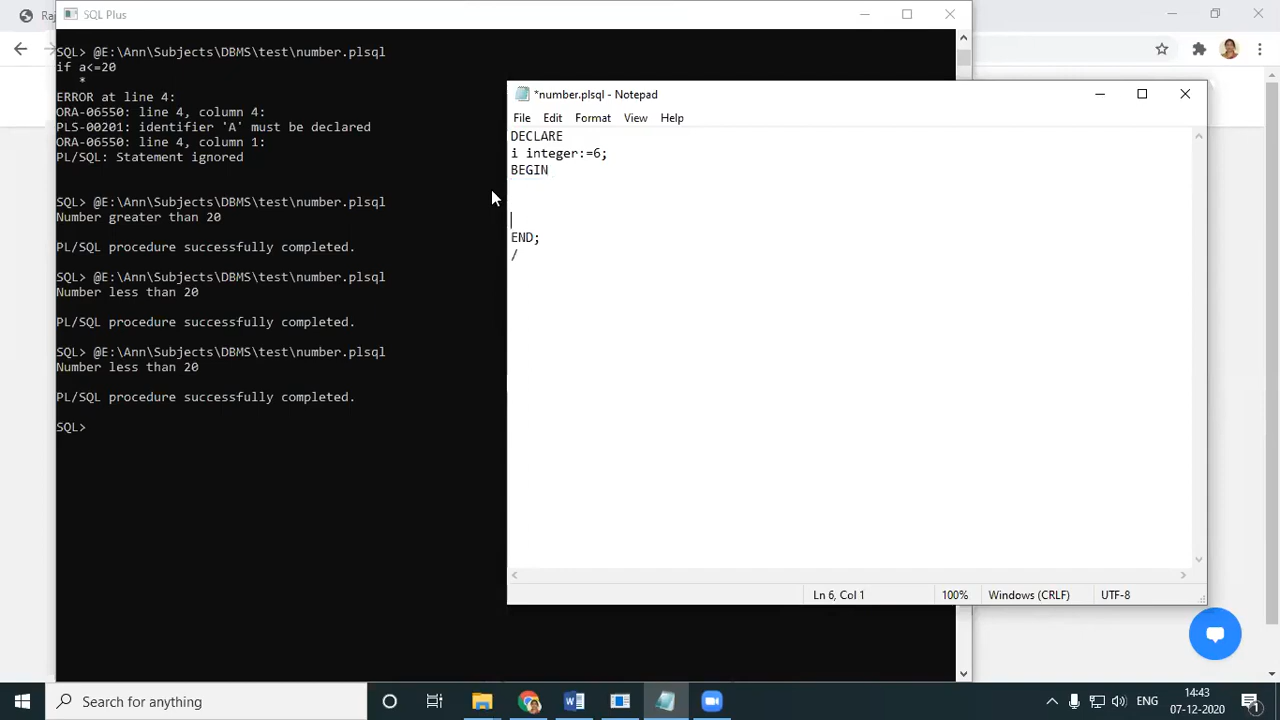 Ra
SQL Plus
SQL> @E:\Ann\Subjects\DBMS\test\number.plsql
if a<=20
*
ERROR at line 4:
ORA-06550: line 4, column 4:
PLS-00201: identifier 'A' must be declared
ORA-06550: line 4, column 1:
PL/SQL: Statement ignored
SQL> @E:\Ann\Subjects\DBMS\test\number.plsql
Number greater than 20
PL/SQL procedure successfully completed.
SQL> @E:\Ann\Subjects\DBMS\test\number.plsql
Number less than 20
PL/SQL procedure successfully completed.
SQL> @E:\Ann\Subjects\DBMS\test\number.plsql
Number less than 20
PL/SQL procedure successfully completed.
SQL>
*number.plsql - Notepad
File Edit Format View Help
DECLARE
i integer:=6;
BEGIN
END;
/
Ln 6, Col 1 100% Windows (CRLF) UTF-8
Search for anything
ENG
14:43
07-12-2020
1